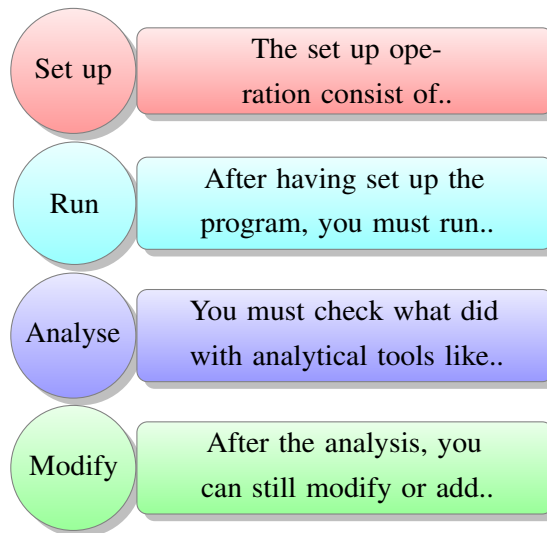 Set up
The set up ope-
ration consist of..
Run
After having set up the
program, you must run..
Analyse
You must check what did
with analytical tools like..
Modify
After the analysis, you
can still modify or add..